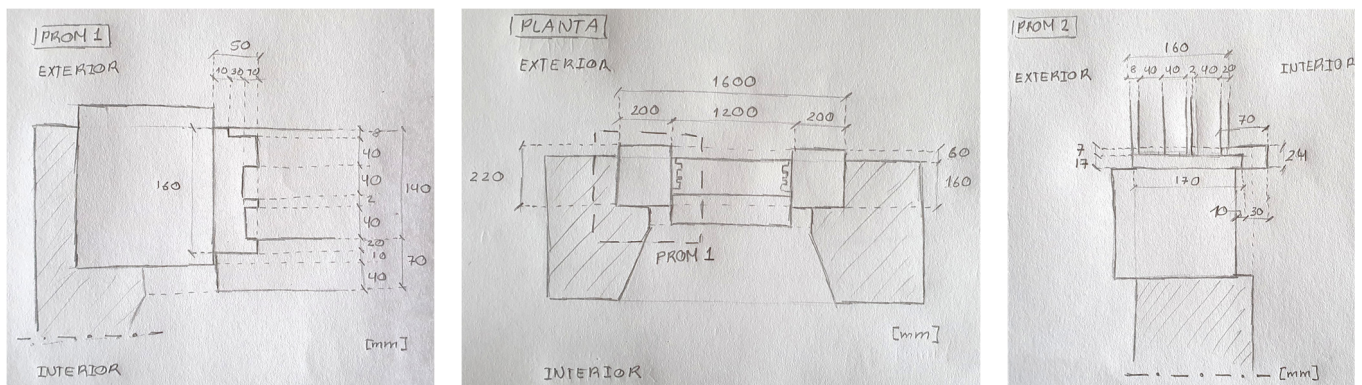 PROM 1
50
EXTERIOR
10 30 10
8
40
40
160
140
2
40
20
10
70
40
[mm]
INTERIOR
PLANTA
EXTERIOR
1600
200 1200 200
60
220
160
PROM 1
[mm]
INTERIOR
PROM 2
160
EXTERIOR
INTERIOR
8 40 40 2 40 20
70
7
17
24
170
10 30
[mm]